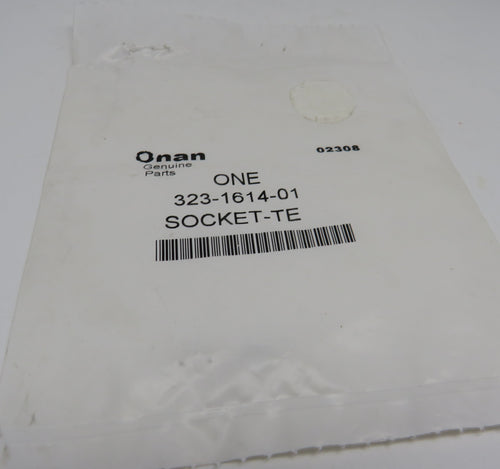 Onan 02308
Genuine
Parts
ONE
323-1614-01
SOCKET-TE